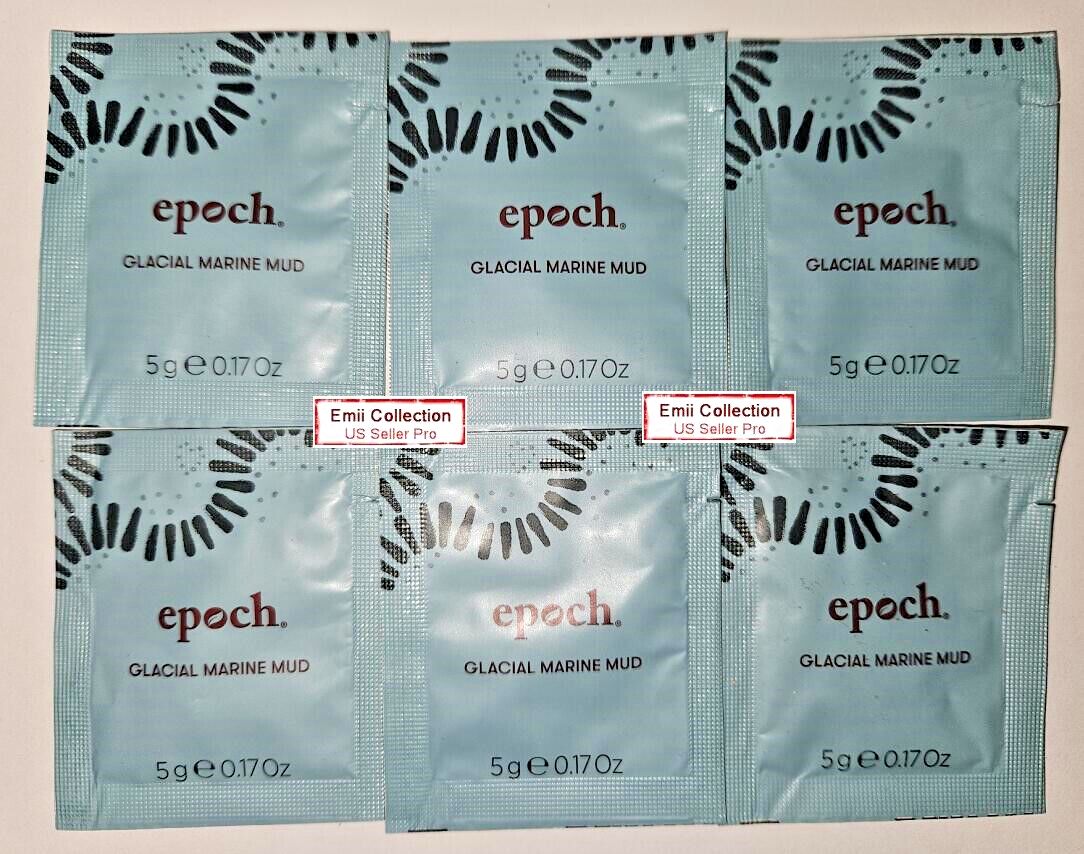 epoch®
GLACIAL MARINE MUD
5g℮0.17Oz
epoch®
GLACIAL MARINE MUD
5g℮0.17Oz
epoch®
GLACIAL MARINE MUD
5g℮0.17Oz
Emii Collection
US Seller Pro
Emii Collection
US Seller Pro
epoch®
GLACIAL MARINE MUD
5g℮0.17Oz
epoch®
GLACIAL MARINE MUD
5g℮0.17Oz
epoch®
GLACIAL MARINE MUD
5g℮0.17Oz